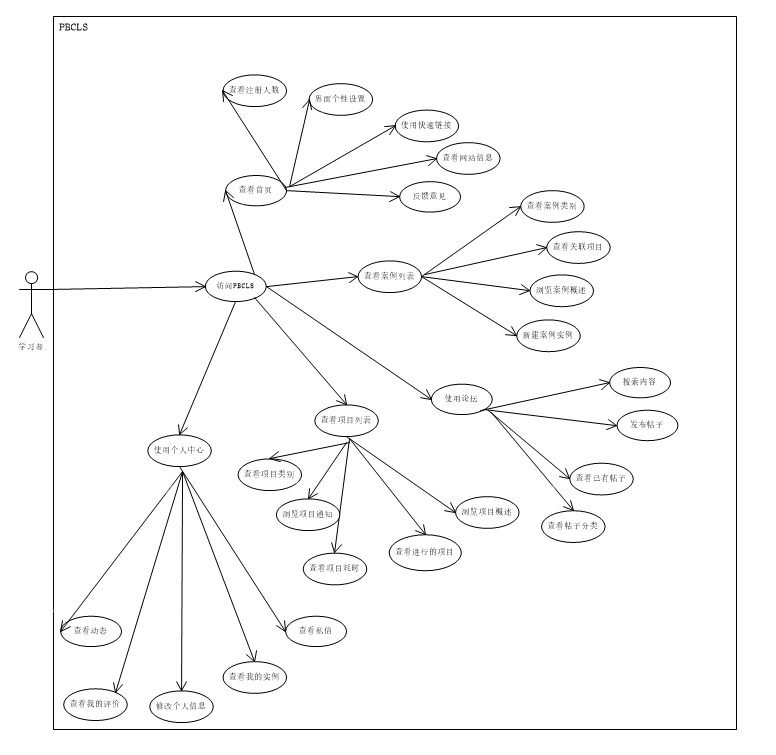 PBCLS
查看注册人数
界面个性设置
使用快速链接
查看网站信息
查看首页
反馈意见
查看案例类别
查看关联项目
查看案例列表
访问PBCLS
浏览案例概述
新建案例实例
学习者
搜素内容
使用论坛
查看项目列表
发布帖子
使用个人中心
查看项目类别
查看已有帖子
浏览项目通知
浏览项目概述
查看帖子分类
查看进行的项目
查看项目耗时
查看动态
查看私信
查看我的实例
查看我的评价
修改个人信息